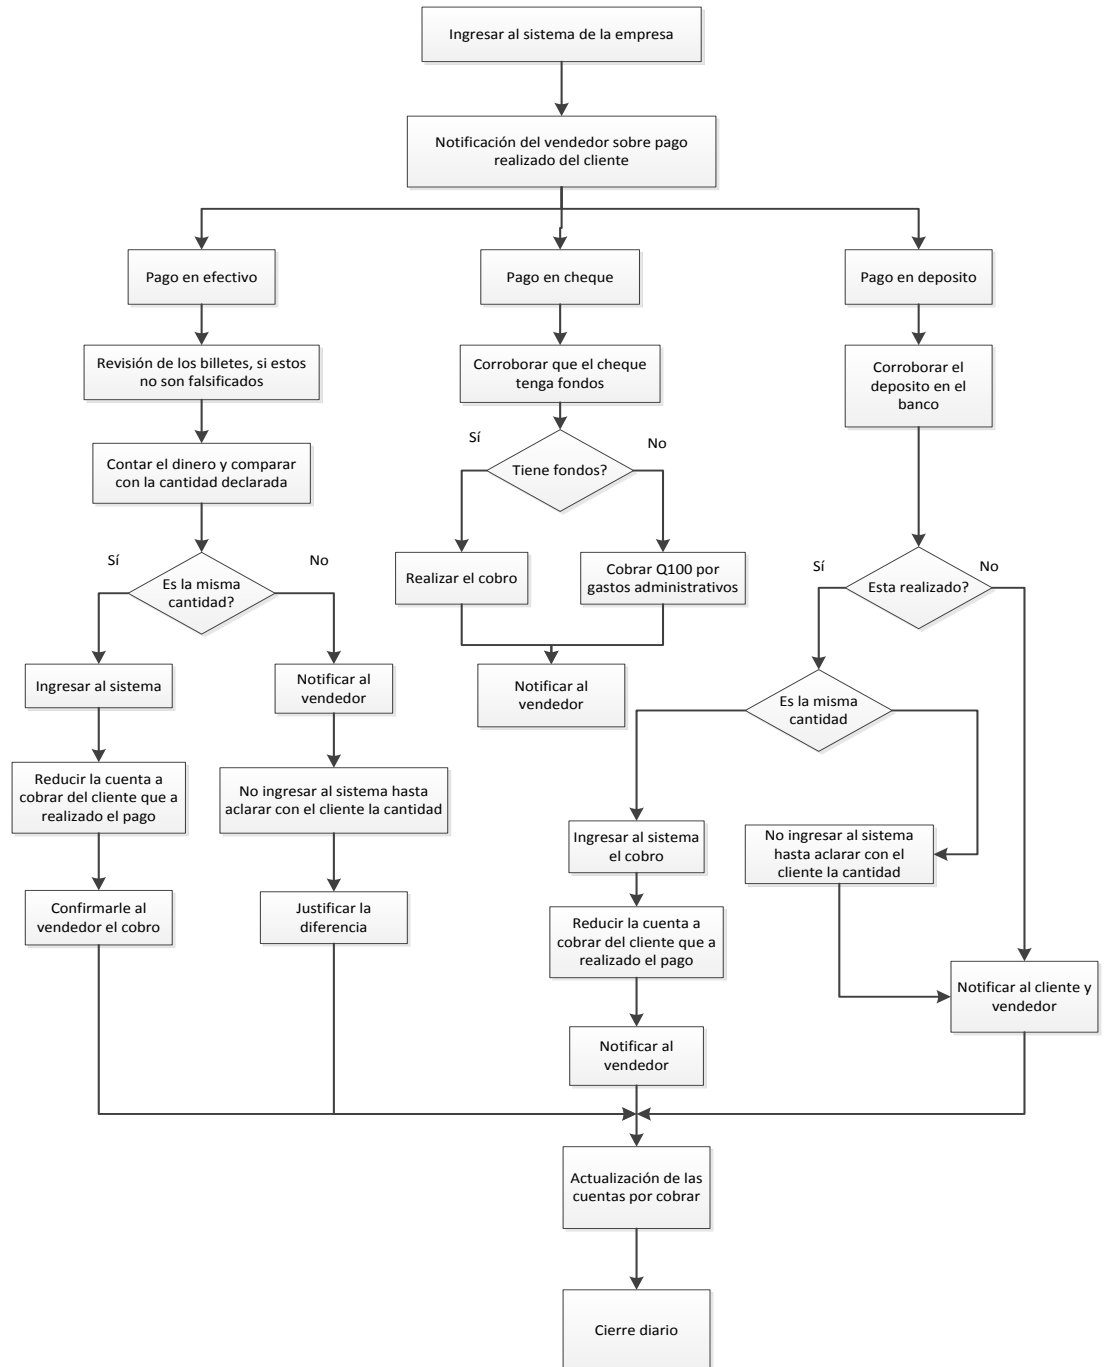 Ingresar al sistema de la empresa
Notificación del vendedor sobre pago
realizado del cliente
Pago en efectivo
Pago en cheque
Pago en deposito
Revisión de los billetes, si estos
no son falsificados
Corroborar que el cheque
tenga fondos
Corroborar el
deposito en el
banco
Contar el dinero y comparar
con la cantidad declarada
Sí
Tiene fondos?
No
Sí
Es la misma
cantidad?
No
Realizar el cobro
Cobrar Q100 por
gastos administrativos
Sí
Esta realizado?
No
Ingresar al sistema
Notificar al
vendedor
Notificar al
vendedor
Es la misma
cantidad
Reducir la cuenta a
cobrar del cliente que a
realizado el pago
No ingresar al sistema hasta
aclarar con el cliente la cantidad
Ingresar al sistema
el cobro
No ingresar al sistema
hasta aclarar con el
cliente la cantidad
Confirmarle al
vendedor el cobro
Justificar la
diferencia
Reducir la cuenta a
cobrar del cliente que a
realizado el pago
Notificar al cliente y
vendedor
Notificar al
vendedor
Actualización de las
cuentas por cobrar
Cierre diario